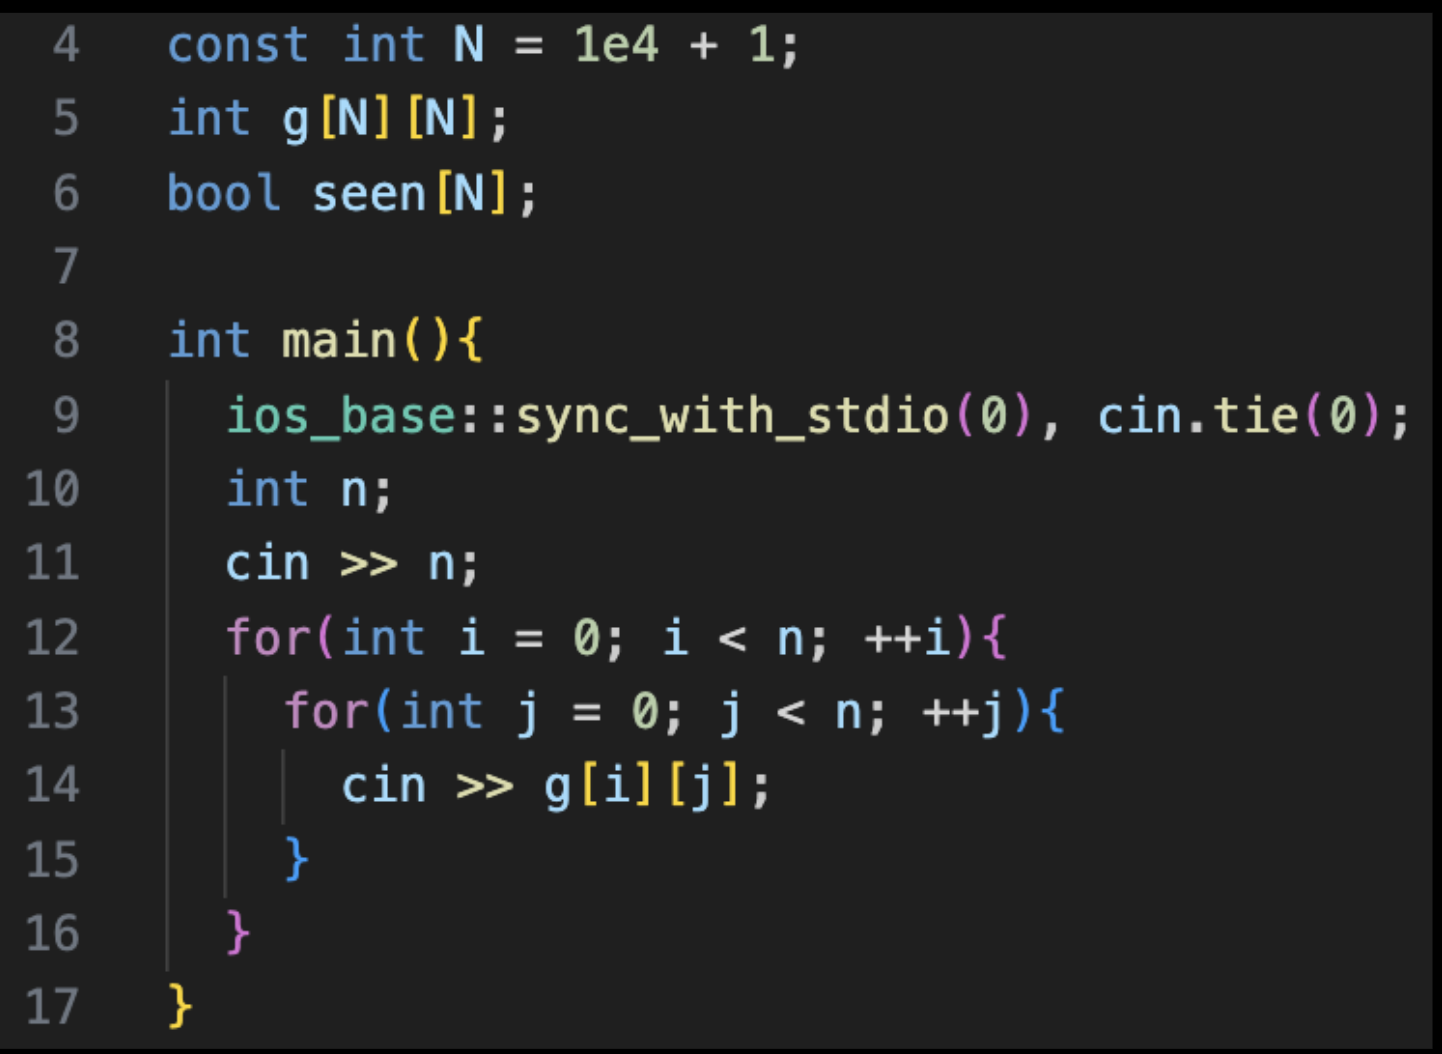 4 const int N = 1e4 + 1;
5 int g[N][N];
6 bool seen[N];
7
8 int main(){
9   ios_base::sync_with_stdio(0), cin.tie(0);
10   int n;
11   cin >> n;
12   for(int i = 0; i < n; ++i){
13     for(int j = 0; j < n; ++j){
14       cin >> g[i][j];
15     }
16   }
17 }